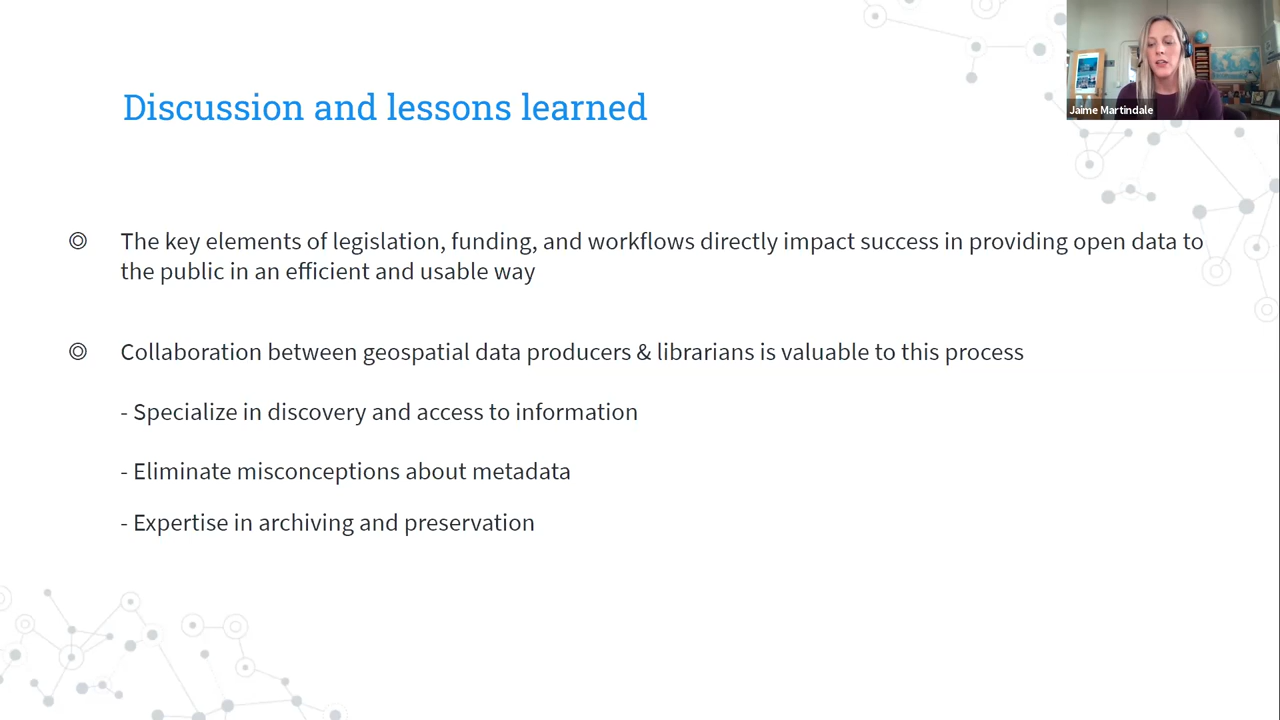 Discussion and lessons learned
Jaime Martindale
The key elements of legislation, funding, and workflows directly impact success in providing open data to
the public in an efficient and usable way
Collaboration between geospatial data producers & librarians is valuable to this process
- Specialize in discovery and access to information
- Eliminate misconceptions about metadata
- Expertise in archiving and preservation